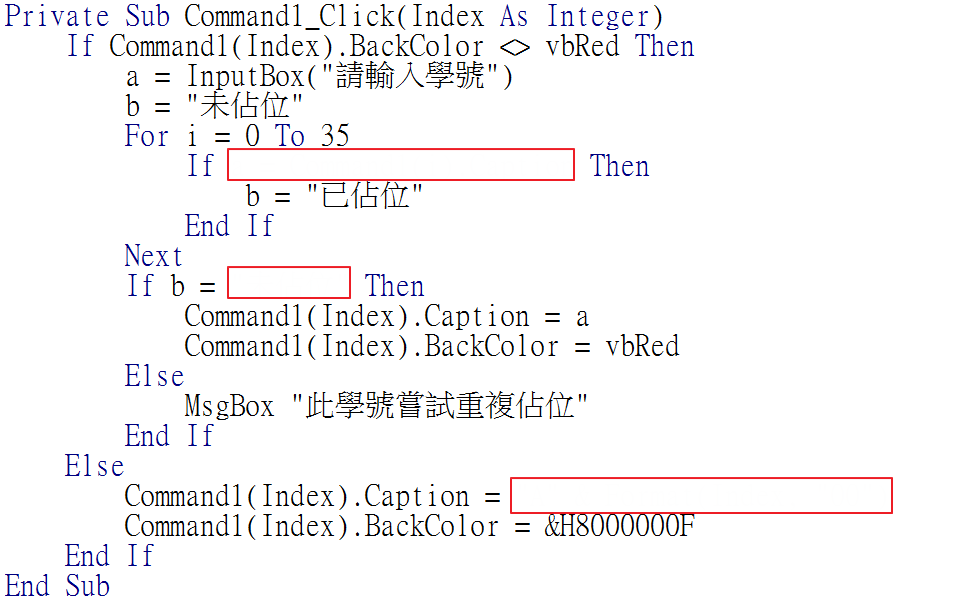 Private Sub Command1_Click(Index As Integer)
If Command1(Index).BackColor <> vbRed Then
a = InputBox("請輸入學號")
b = "未佔位"
For i = 0 To 35
If Then
b = "已佔位"
End If
Next
If b = Then
Command1(Index).Caption = a
Command1(Index).BackColor = vbRed
Else
MsgBox "此學號嘗試重複佔位"
End If
Else
Command1(Index).Caption =
Command1(Index).BackColor = &H8000000F
End If
End Sub